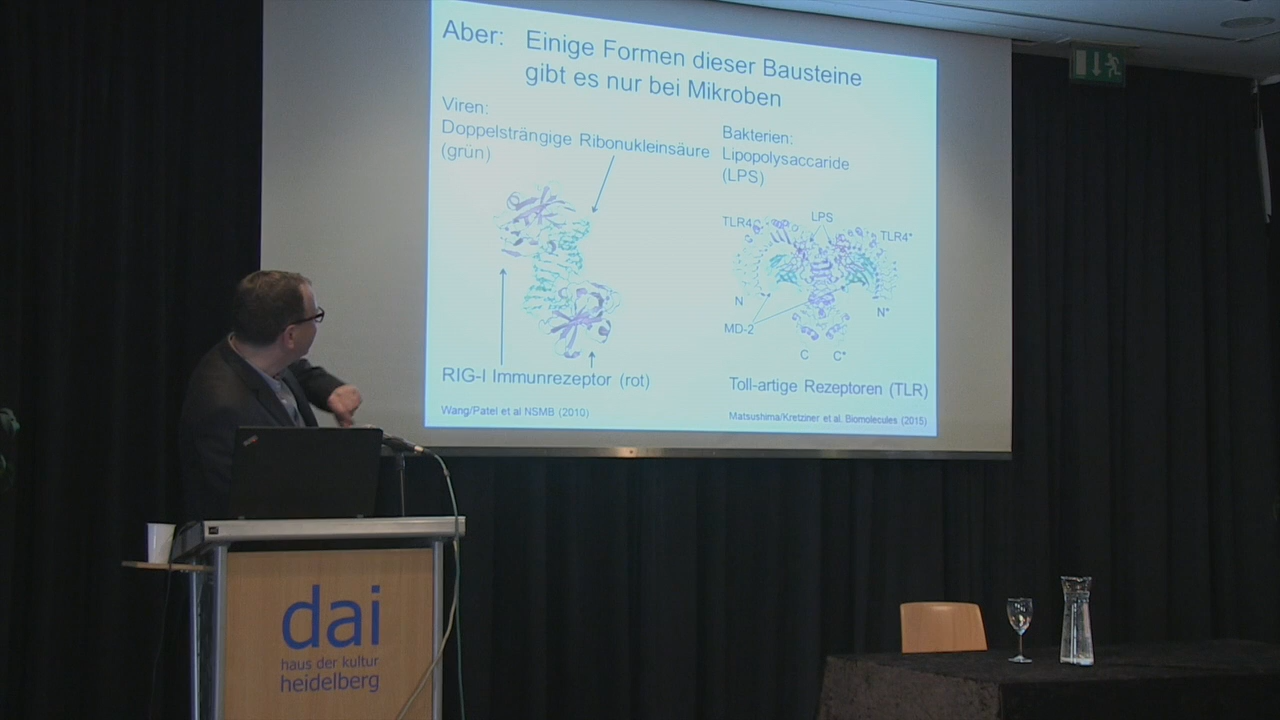 Aber: Einige Formen dieser Bausteine
gibt es nur bei Mikroben
Viren:
Doppelsträngige Ribonukleinsäure
(grün)
Bakterien:
Lipopolysaccaride
(LPS)
TLR4
LPS
TLR4*
N
N*
MD-2
C
C*
RIG-I Immunrezeptor (rot)
Toll-artige Rezeptoren (TLR)
Wang/Patel et al NSMB (2010)
Matsushima/Kretziner et al. Biomolecules (2015)
dai
haus der kultur
heidelberg